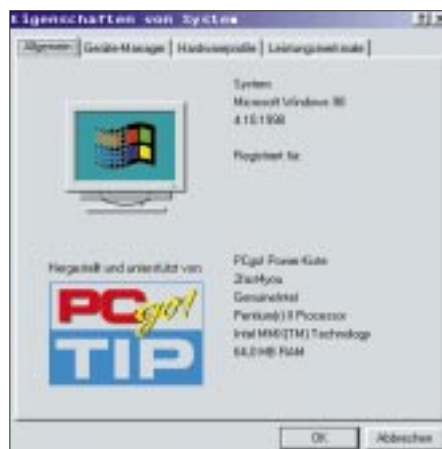 Eigenschaften von System
Allgemein Geräte-Manager Hardwareprofile Leistungsmerkmale
System:
Microsoft Windows 98
4.10.1998
Registriert für:
Hergestellt und unterstützt von:
PCgo! Power-Kiste
2fast4you
GenuineIntel
Pentium(r) II Processor
Intel MMX(TM) Technology
64,0 MB RAM
PC go!
TIP
OK Abbrechen